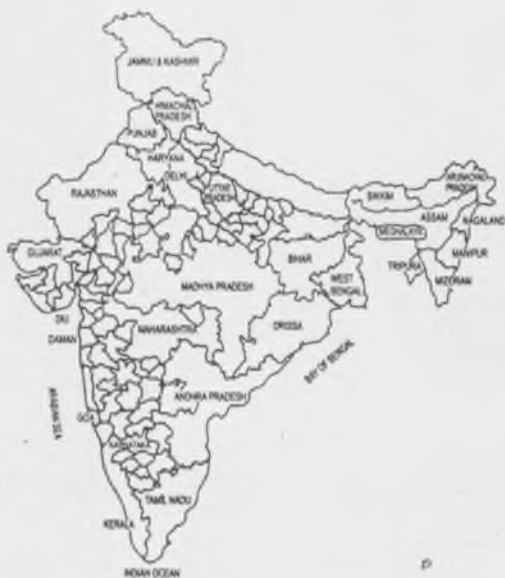 JAMMU & KASHMIR
HIMACHAL
PRADESH
PUNJAB
HARYANA
DELHI
RAJASTHAN
UTTAR
PRADESH
SIKKIM
ARUNACHAL
PRADESH
ASSAM
NAGALAND
MEGHALAYA
MANIPUR
TRIPURA
MIZORAM
GUJARAT
BIHAR
WEST
BENGAL
MADHYA PRADESH
DIU
DAMAN
MAHARASHTRA
ORISSA
BAY OF BENGAL
ANDHRA PRADESH
ARABIAN SEA
GOA
KARNATAKA
TAMIL NADU
KERALA
INDIAN OCEAN